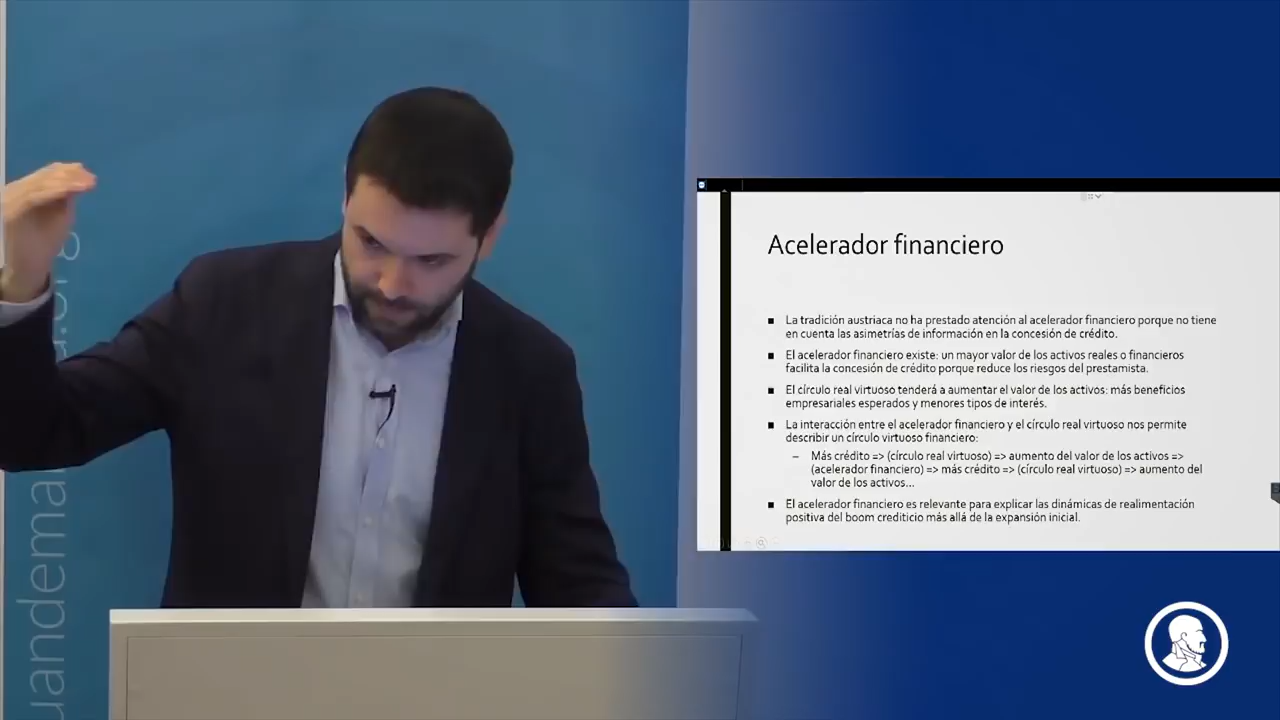 uandema
.org
Acelerador financiero
■ La tradición austriaca no ha prestado atención al acelerador financiero porque no tiene
en cuenta las asimetrías de información en la concesión de crédito.
■ El acelerador financiero existe: un mayor valor de los activos reales o financieros
facilita la concesión de crédito porque reduce los riesgos del prestamista.
■ El círculo real virtuoso tenderá a aumentar el valor de los activos: más beneficios
empresariales esperados y menores tipos de interés.
■ La interacción entre el acelerador financiero y el círculo real virtuoso nos permite
describir un círculo virtuoso financiero:
– Más crédito => (círculo real virtuoso) => aumento del valor de los activos =>
(acelerador financiero) => más crédito => (círculo real virtuoso) => aumento del
valor de los activos...
■ El acelerador financiero es relevante para explicar las dinámicas de realimentación
positiva del boom crediticio más allá de la expansión inicial.